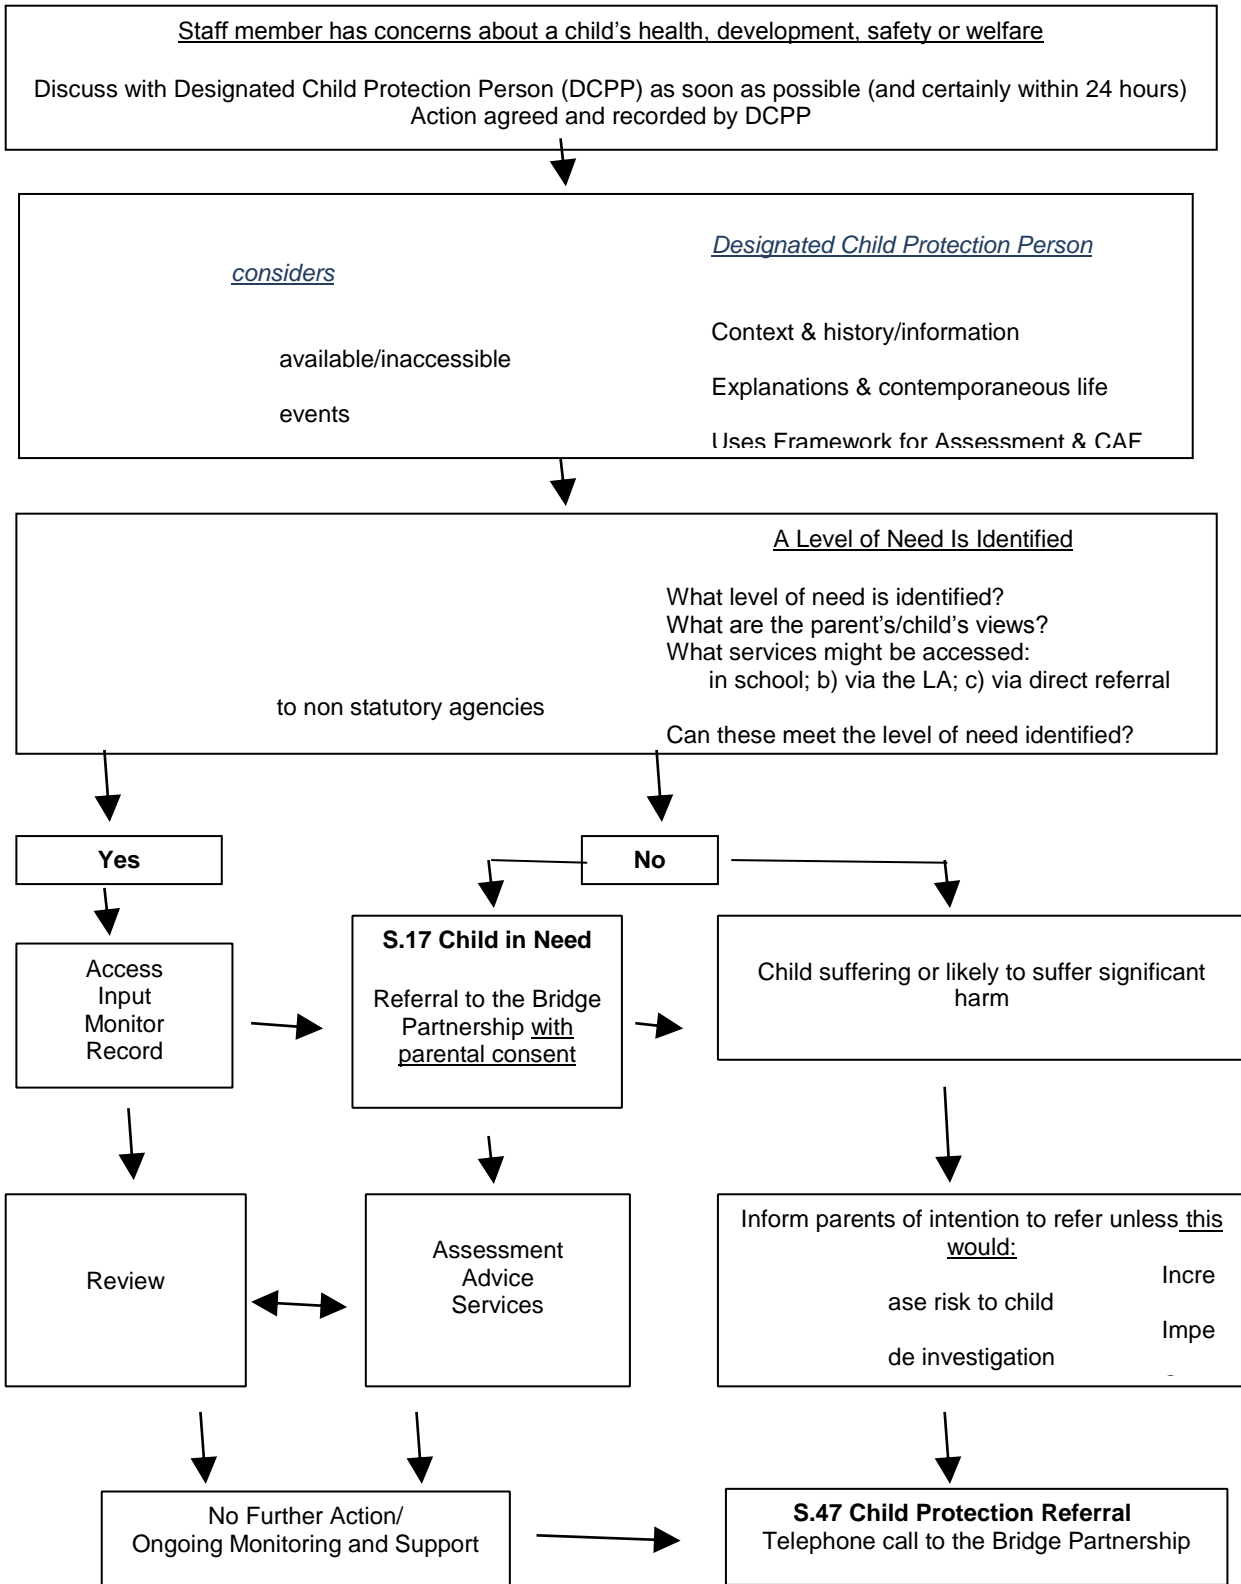 Staff member has concerns about a child's health, development, safety or welfare
Discuss with Designated Child Protection Person (DCPP) as soon as possible (and certainly within 24 hours)
Action agreed and recorded by DCPP
Designated Child Protection Person
considers
Context & history/information
available/inaccessible
Explanations & contemporaneous life
events
Uses Framework for Assessment & CAF
A Level of Need Is Identified
What level of need is identified?
What are the parent's/child's views?
What services might be accessed:
in school; b) via the LA; c) via direct referral
to non statutory agencies
Can these meet the level of need identified?
Yes
No
Access
Input
Monitor
Record
S.17 Child in Need
Referral to the Bridge
Partnership with
parental consent
Child suffering or likely to suffer significant
harm
Review
Assessment
Advice
Services
Inform parents of intention to refer unless this
would:
Incre
ase risk to child
Impe
de investigation
No Further Action/
Ongoing Monitoring and Support
S.47 Child Protection Referral
Telephone call to the Bridge Partnership